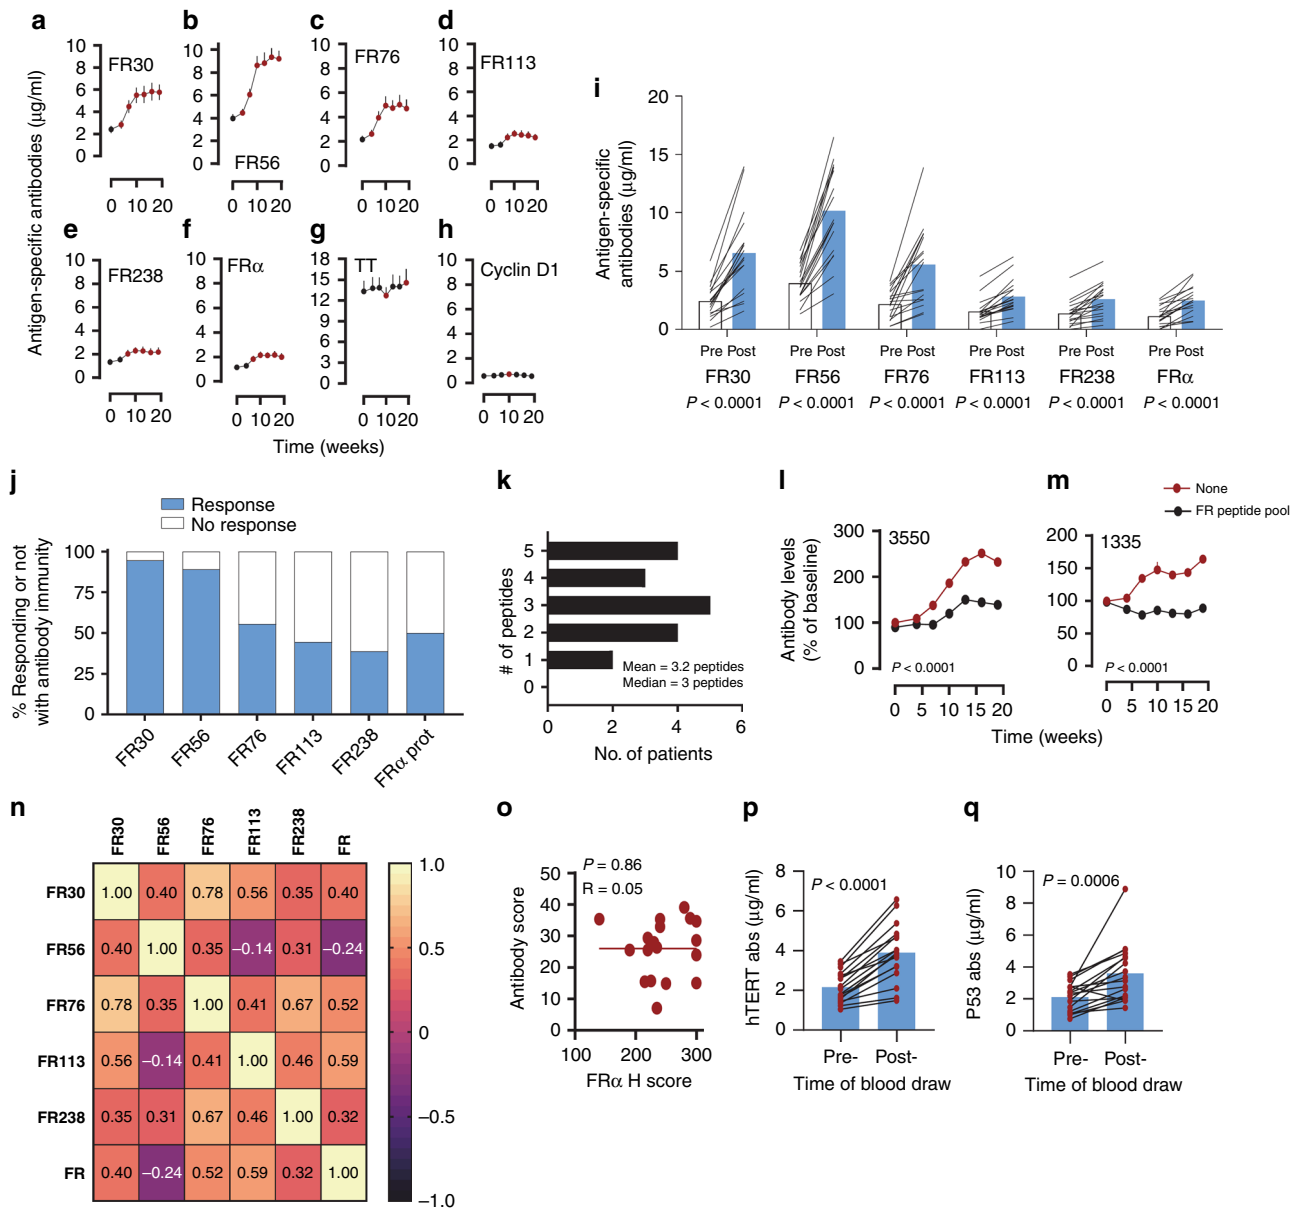 a b c d
Antigen-specific antibodies (μg/ml)
10 8 6 4 2 0
FR30
0 10 20
10 8 6 4 2 0
FR56
0 10 20
10 8 6 4 2 0
FR76
0 10 20
10 8 6 4 2 0
FR113
0 10 20
e f g h
10 8 6 4 2 0
FR238
0 10 20
10 8 6 4 2 0
FRα
0 10 20
18 15 12 9 6 3 0
TT
0 10 20
10 8 6 4 2 0
Cyclin D1
0 10 20
Time (weeks)
i
Antigen-specific
antibodies (μg/ml)
20
15
10
5
0
Pre Post Pre Post Pre Post Pre Post Pre Post Pre Post
FR30 FR56 FR76 FR113 FR238 FRα
P < 0.0001 P < 0.0001 P < 0.0001 P < 0.0001 P < 0.0001 P < 0.0001
j
Response
No response
% Responding or not
with antibody immunity
100
75
50
25
0
FR30 FR56 FR76 FR113 FR238 FRα prot
k
# of peptides
5
4
3
2
1
0
Mean = 3.2 peptides
Median = 3 peptides
0 2 4 6
No. of patients
l m
None
FR peptide pool
Antibody levels
(% of baseline)
300
200
100
0
3550
P < 0.0001
0 5 10 15 20
200
150
100
50
0
1335
P < 0.0001
0 5 10 15 20
Time (weeks)
n
FR30 FR56 FR76 FR113 FR238 FR
FR30 1.00 0.40 0.78 0.56 0.35 0.40
FR56 0.40 1.00 0.35 −0.14 0.31 −0.24
FR76 0.78 0.35 1.00 0.41 0.67 0.52
FR113 0.56 −0.14 0.41 1.00 0.46 0.59
FR238 0.35 0.31 0.67 0.46 1.00 0.32
FR 0.40 −0.24 0.52 0.59 0.32 1.00
1.0
0.5
0
−0.5
−1.0
o
P = 0.86
R = 0.05
Antibody score
50
40
30
20
10
0
100 200 300
FRα H score
p
hTERT abs (μg/ml)
8
6
4
2
0
P < 0.0001
Pre- Post-
Time of blood draw
q
P53 abs (μg/ml)
10
8
6
4
2
0
P = 0.0006
Pre- Post-
Time of blood draw